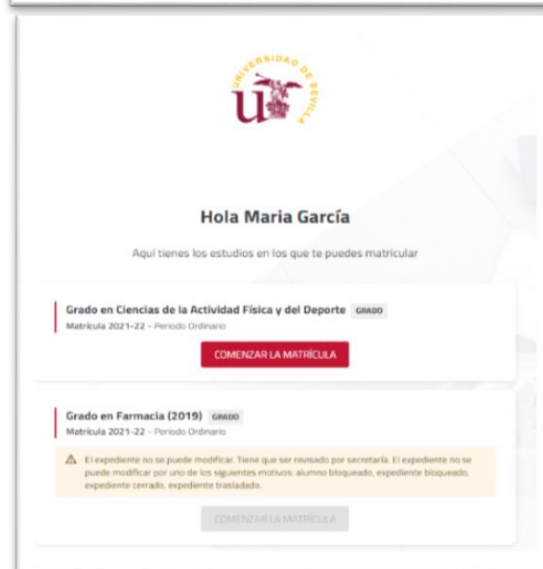 UNIVERSIDAD DE SEVILLA
Hola Maria García
Aquí tienes los estudios en los que te puedes matricular
Grado en Ciencias de la Actividad Física y del Deporte GRADO
Matrícula 2021-22 - Periodo Ordinario
COMENZAR LA MATRÍCULA
Grado en Farmacia (2019) GRADO
Matrícula 2021-22 - Periodo Ordinario
El expediente no se puede modificar. Tiene que ser revisado por secretaría. El expediente no se
puede modificar por uno de los siguientes motivos: alumno bloqueado, expediente bloqueado,
expediente cerrado, expediente trasladado.
COMENZAR LA MATRÍCULA